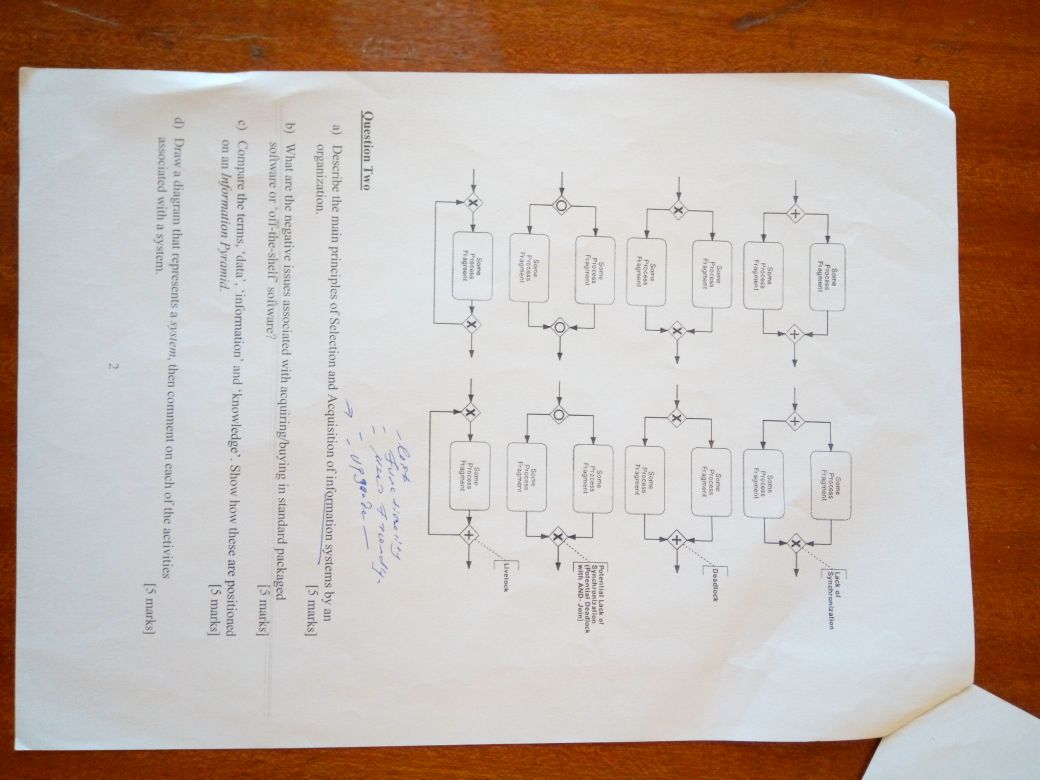 Some
Process
Fragment
Some
Process
Fragment
Some
Process
Fragment
Some
Process
Fragment
Lack of
Synchronization
Some
Process
Fragment
Some
Process
Fragment
Some
Process
Fragment
Some
Process
Fragment
Deadlock
Some
Process
Fragment
Some
Process
Fragment
Some
Process
Fragment
Some
Process
Fragment
Potential Lack of
Synchronization
(Potential Deadlock
with AND-Join)
Some
Process
Fragment
Some
Process
Fragment
Livelock
- Cost
- functionality
- user friendly.
- upgrade
Question Two
a) Describe the main principles of Selection and Acquisition of information systems by an
organization. [5 marks]
b) What are the negative issues associated with acquiring/buying in standard packaged
software or 'off-the-shelf' software? [5 marks]
c) Compare the terms, 'data', 'information' and 'knowledge'. Show how these are positioned
on an Information Pyramid. [5 marks]
d) Draw a diagram that represents a system, then comment on each of the activities
associated with a system. [5 marks]
2